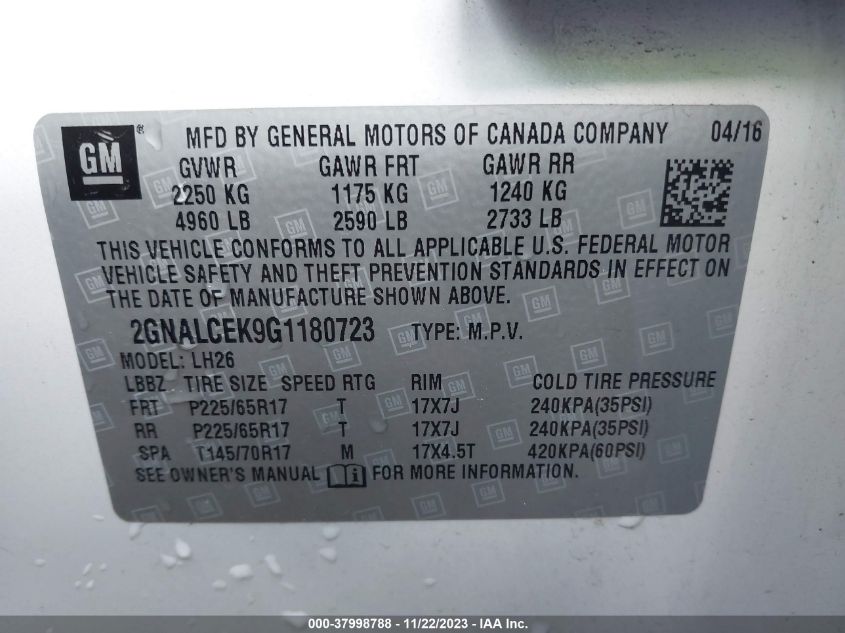 GM ® MFD BY GENERAL MOTORS OF CANADA COMPANY 04/16
GVWR GAWR FRT GAWR RR
2250 KG 1175 KG 1240 KG
4960 LB 2590 LB 2733 LB
THIS VEHICLE CONFORMS TO ALL APPLICABLE U.S. FEDERAL MOTOR
VEHICLE SAFETY AND THEFT PREVENTION STANDARDS IN EFFECT ON
THE DATE OF MANUFACTURE SHOWN ABOVE.
2GNALCEK9G1180723 TYPE: M.P.V.
MODEL: LH26
LBBZ TIRE SIZE SPEED RTG RIM COLD TIRE PRESSURE
FRT P225/65R17 T 17X7J 240KPA(35PSI)
RR P225/65R17 T 17X7J 240KPA(35PSI)
SPA T145/70R17 M 17X4.5T 420KPA(60PSI)
SEE OWNER'S MANUAL i FOR MORE INFORMATION.
000-37998788 - 11/22/2023 - IAA Inc.